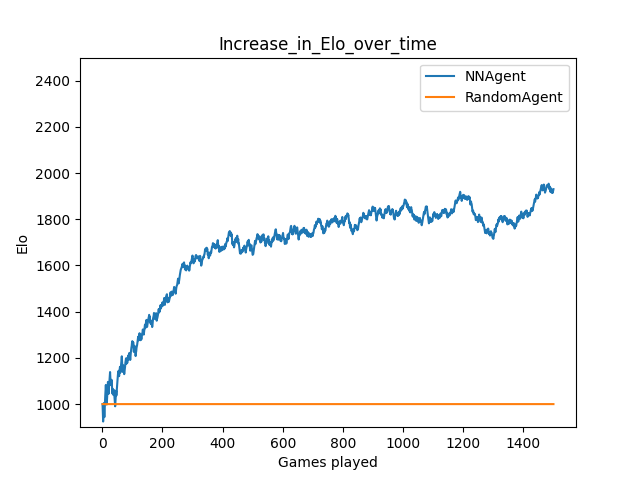 Increase_in_Elo_over_time
NNAgent
RandomAgent
2400
2200
2000
1800
1600
1400
1200
1000
Elo
0 200 400 600 800 1000 1200 1400
Games played